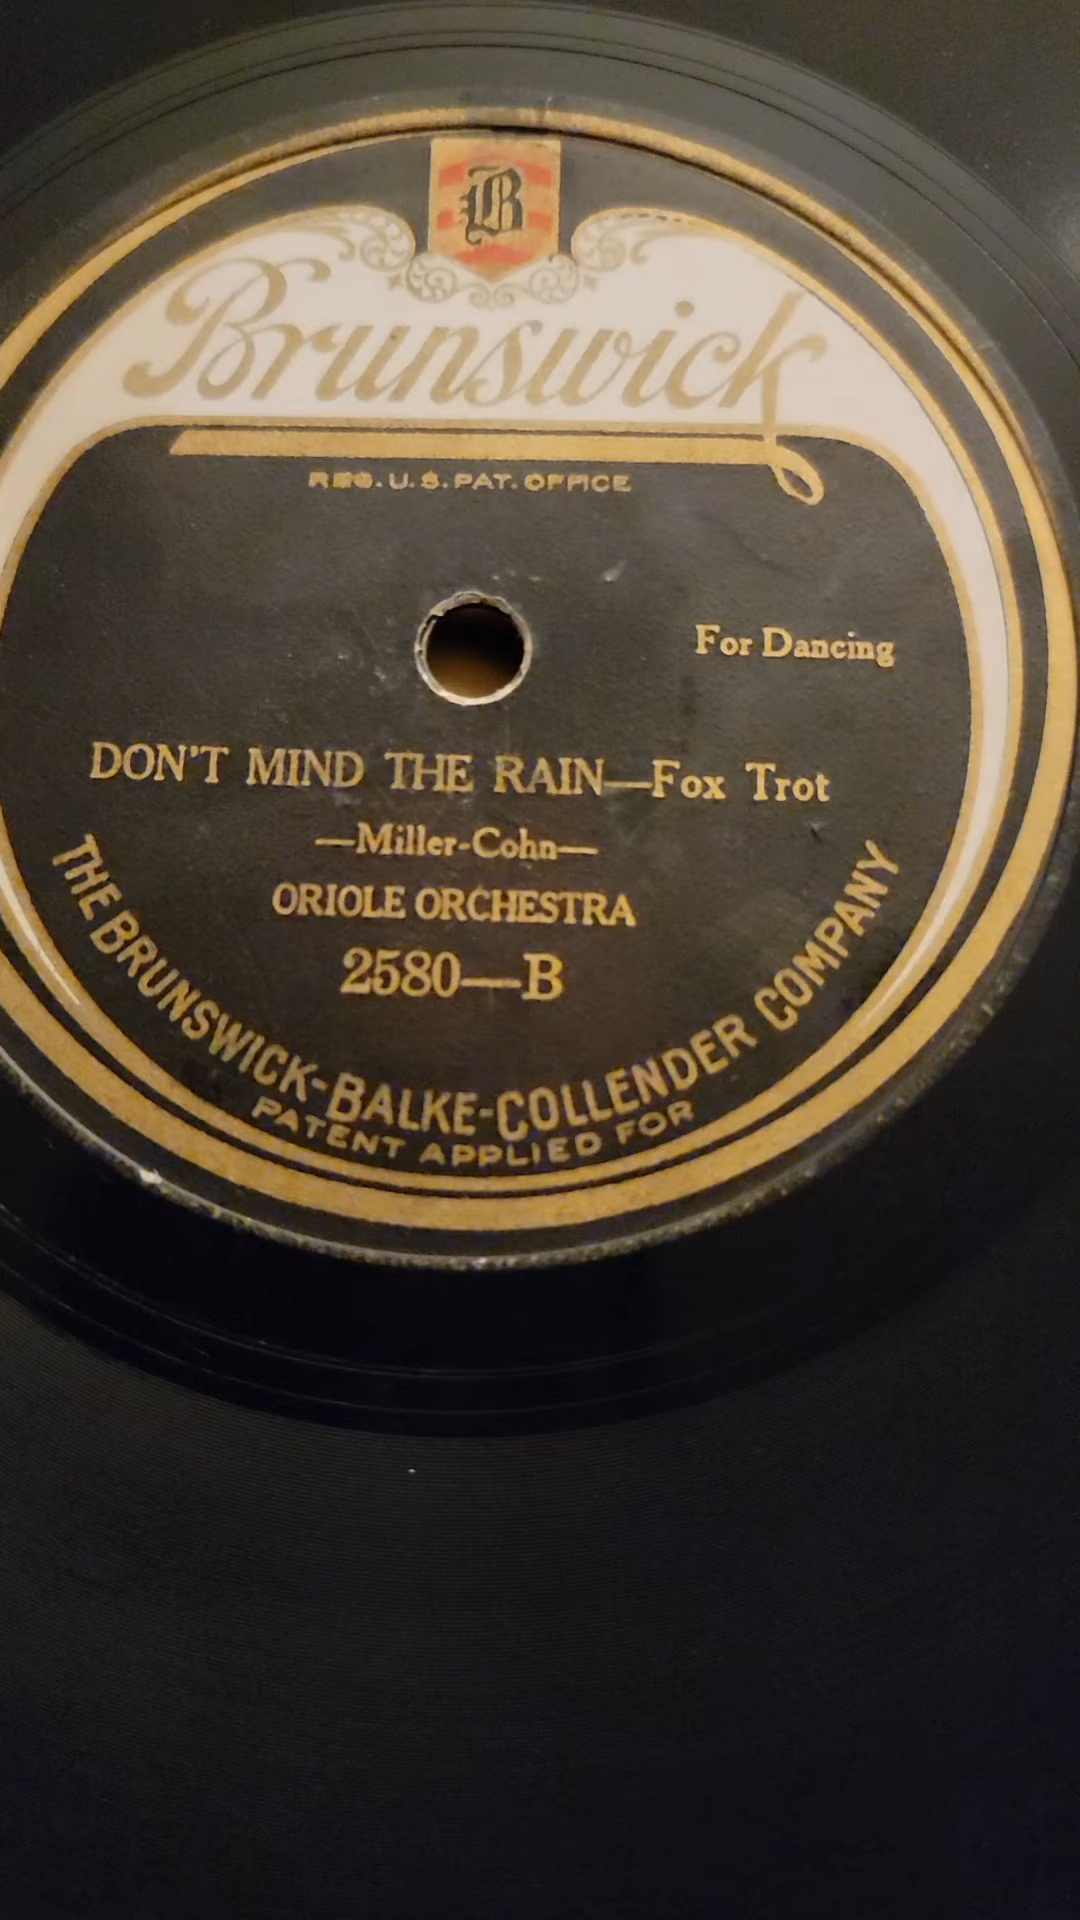 B
Brunswick
REG. U.S. PAT. OFFICE
For Dancing
DON'T MIND THE RAIN—Fox Trot
—Miller-Cohn—
ORIOLE ORCHESTRA
2580—B
THE BRUNSWICK-BALKE-COLLENDER COMPANY
PATENT APPLIED FOR